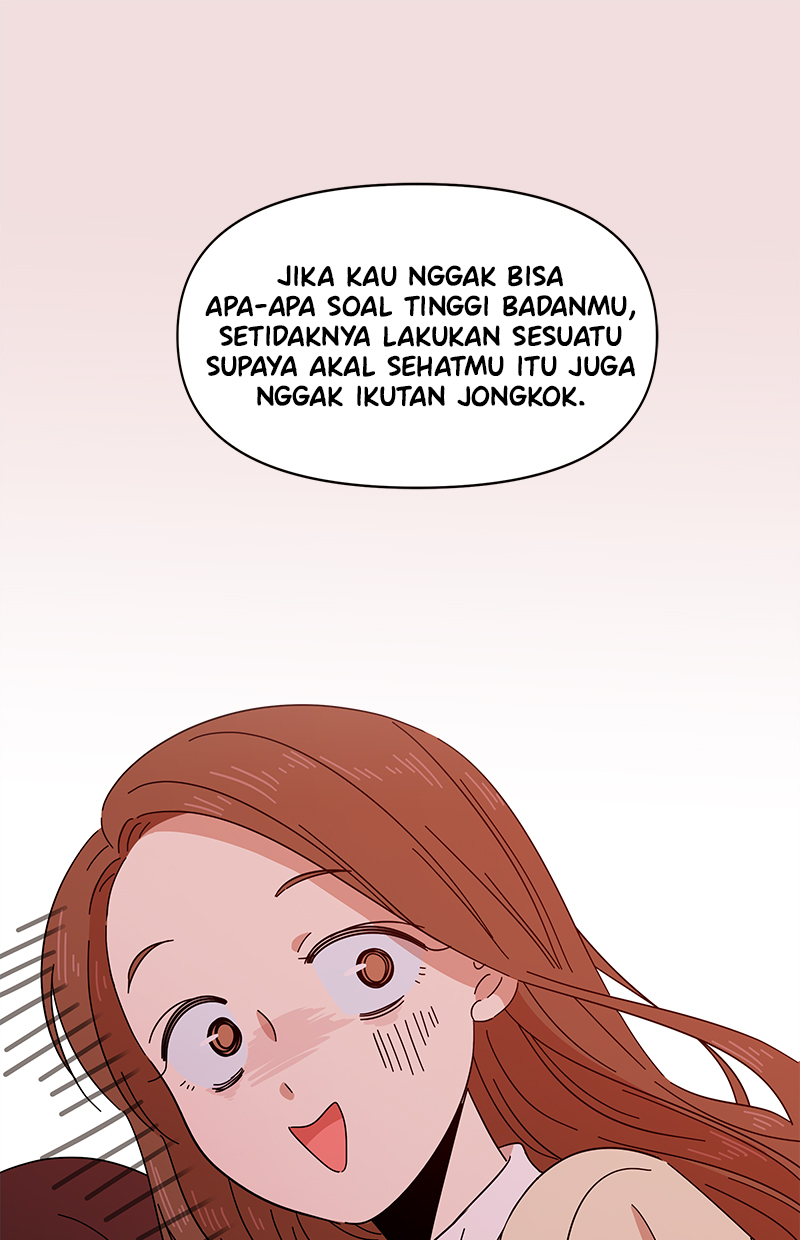 JIKA KAU NGGAK BISA
APA-APA SOAL TINGGI BADANMU,
SETIDAKNYA LAKUKAN SESUATU
SUPAYA AKAL SEHATMU ITU JUGA
NGGAK IKUTAN JONGKOK.